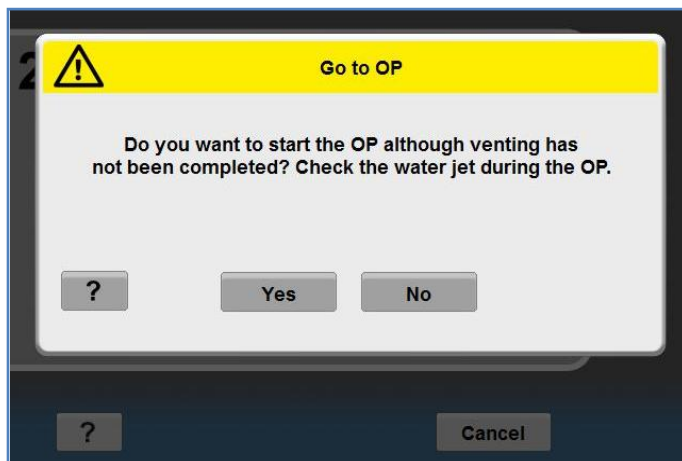 2
Go to OP
Do you want to start the OP although venting has
not been completed? Check the water jet during the OP.
? Yes No
? Cancel